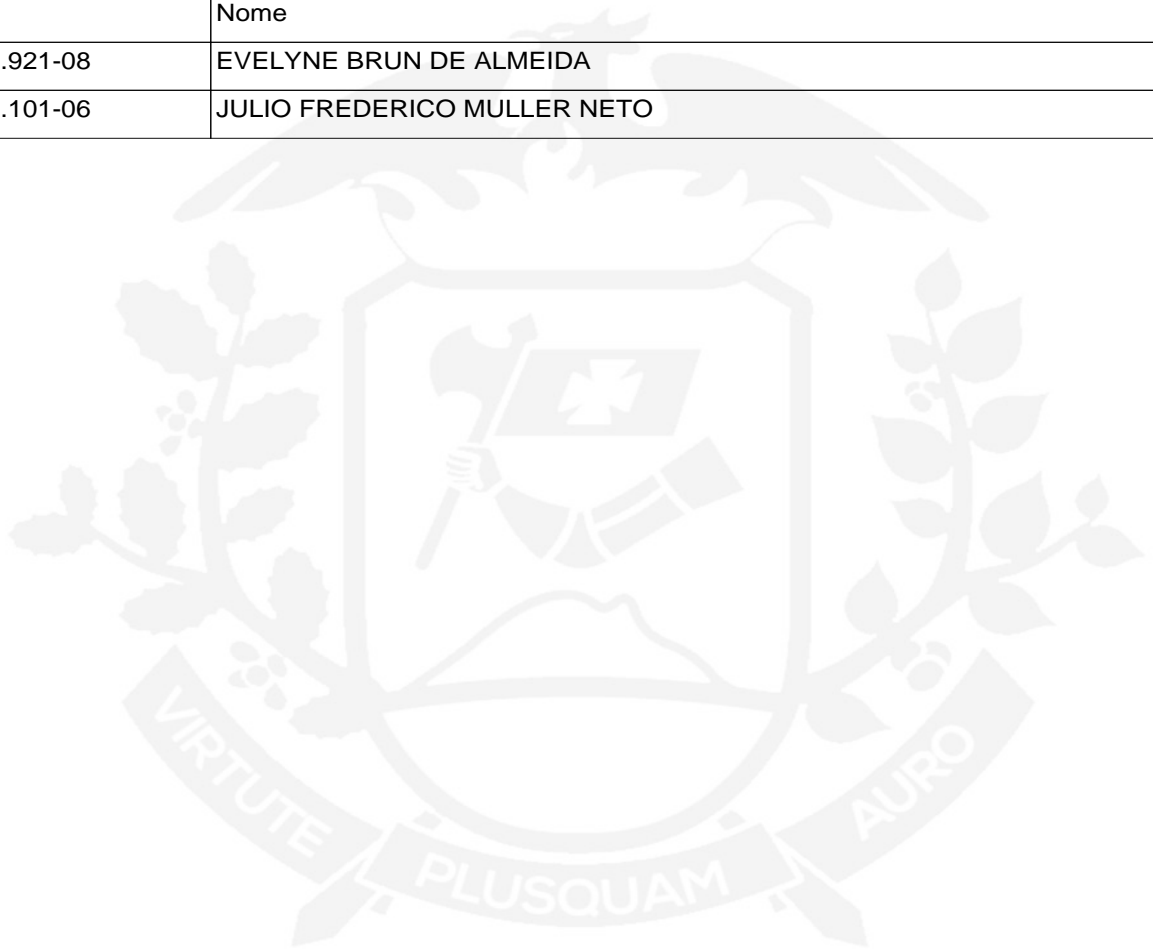 Nome
.921-08 EVELYNE BRUN DE ALMEIDA
.101-06 JULIO FREDERICO MULLER NETO
VIRTUTE PLUSQUAM AURO